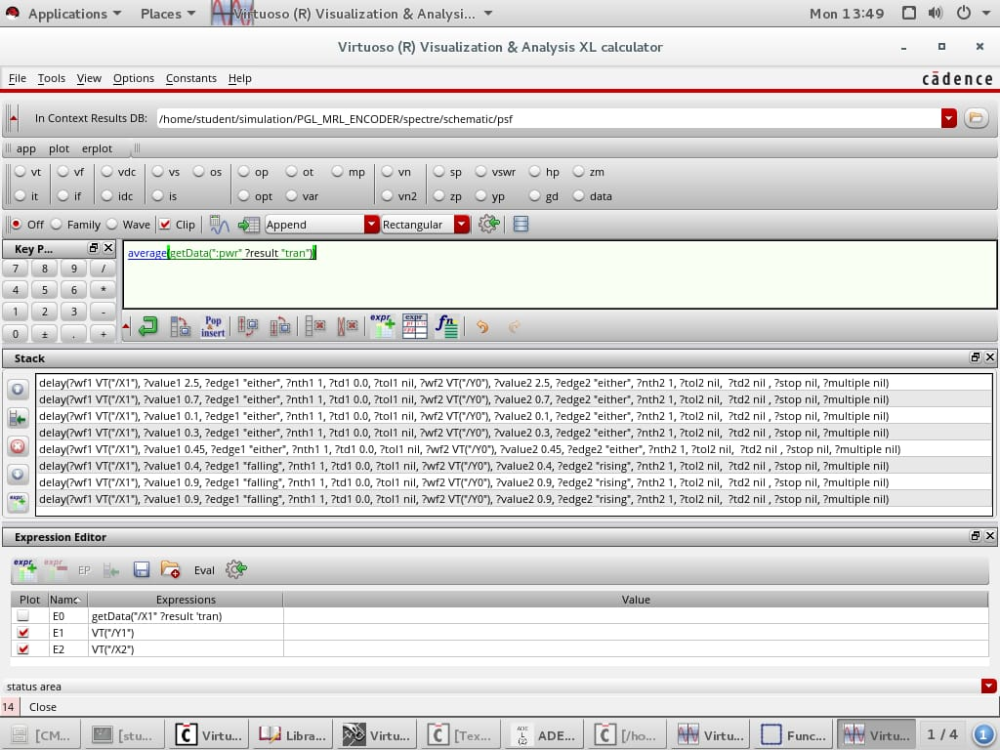 Applications Places Virtuoso (R) Visualization & Analysi... Mon 13:49
Virtuoso (R) Visualization & Analysis XL calculator
File Tools View Options Constants Help cādence
In Context Results DB: /home/student/simulation/PGL_MRL_ENCODER/spectre/schematic/psf
app plot erplot
vt vf vdc vs os op ot mp vn sp vswr hp zm
it if idc is opt var vn2 zp yp gd data
Off Family Wave Clip Append Rectangular
Key P...
7 8 9 /
4 5 6 *
1 2 3 -
0 ± . +
average(getData(":pwr" ?result "tran"))
Pop & insert expr expr fn
Stack
delay(?wf1 VT("/X1"), ?value1 2.5, ?edge1 "either", ?nth1 1, ?td1 0.0, ?tol1 nil, ?wf2 VT("/Y0"), ?value2 2.5, ?edge2 "either", ?nth2 1, ?tol2 nil, ?td2 nil , ?stop nil, ?multiple nil)
delay(?wf1 VT("/X1"), ?value1 0.7, ?edge1 "either", ?nth1 1, ?td1 0.0, ?tol1 nil, ?wf2 VT("/Y0"), ?value2 0.7, ?edge2 "either", ?nth2 1, ?tol2 nil, ?td2 nil , ?stop nil, ?multiple nil)
delay(?wf1 VT("/X1"), ?value1 0.1, ?edge1 "either", ?nth1 1, ?td1 0.0, ?tol1 nil, ?wf2 VT("/Y0"), ?value2 0.1, ?edge2 "either", ?nth2 1, ?tol2 nil, ?td2 nil , ?stop nil, ?multiple nil)
delay(?wf1 VT("/X1"), ?value1 0.3, ?edge1 "either", ?nth1 1, ?td1 0.0, ?tol1 nil, ?wf2 VT("/Y0"), ?value2 0.3, ?edge2 "either", ?nth2 1, ?tol2 nil, ?td2 nil , ?stop nil, ?multiple nil)
delay(?wf1 VT("/X1"), ?value1 0.45, ?edge1 "either", ?nth1 1, ?td1 0.0, ?tol1 nil, ?wf2 VT("/Y0"), ?value2 0.45, ?edge2 "either", ?nth2 1, ?tol2 nil, ?td2 nil , ?stop nil, ?multiple nil)
delay(?wf1 VT("/X1"), ?value1 0.4, ?edge1 "falling", ?nth1 1, ?td1 0.0, ?tol1 nil, ?wf2 VT("/Y0"), ?value2 0.4, ?edge2 "rising", ?nth2 1, ?tol2 nil, ?td2 nil , ?stop nil, ?multiple nil)
delay(?wf1 VT("/X1"), ?value1 0.9, ?edge1 "falling", ?nth1 1, ?td1 0.0, ?tol1 nil, ?wf2 VT("/Y0"), ?value2 0.9, ?edge2 "rising", ?nth2 1, ?tol2 nil, ?td2 nil , ?stop nil, ?multiple nil)
delay(?wf1 VT("/X1"), ?value1 0.9, ?edge1 "falling", ?nth1 1, ?td1 0.0, ?tol1 nil, ?wf2 VT("/Y0"), ?value2 0.9, ?edge2 "rising", ?nth2 1, ?tol2 nil, ?td2 nil , ?stop nil, ?multiple nil)
expr
Expression Editor
expr expr EP Eval
Plot Name Expressions Value
E0 getData("/X1" ?result 'tran)
E1 VT("/Y1")
E2 VT("/X2")
status area
14 Close
[CM... [stu... Virtu... Libra... Virtu... [Tex... ADE L (2) ADE... [/ho... Virtu... Func... Virtu... 1 / 4 1